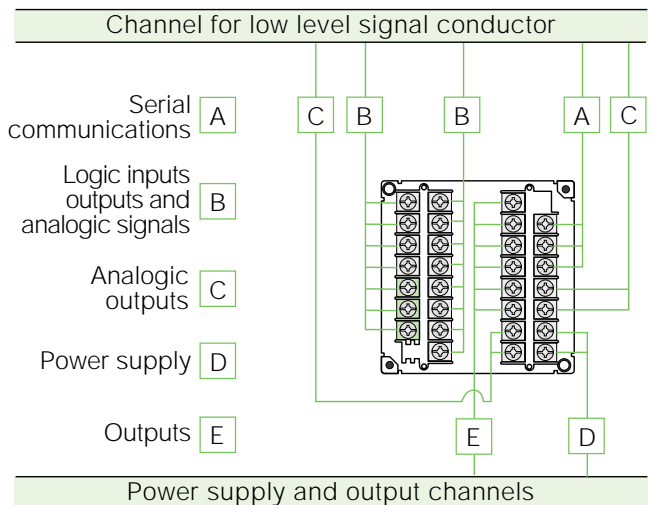 Channel for low level signal conductor
C B B A C
Serial
communications A
Logic inputs
outputs and
analogic signals B
Analogic
outputs C
Power supply D
Outputs E
E D
Power supply and output channels